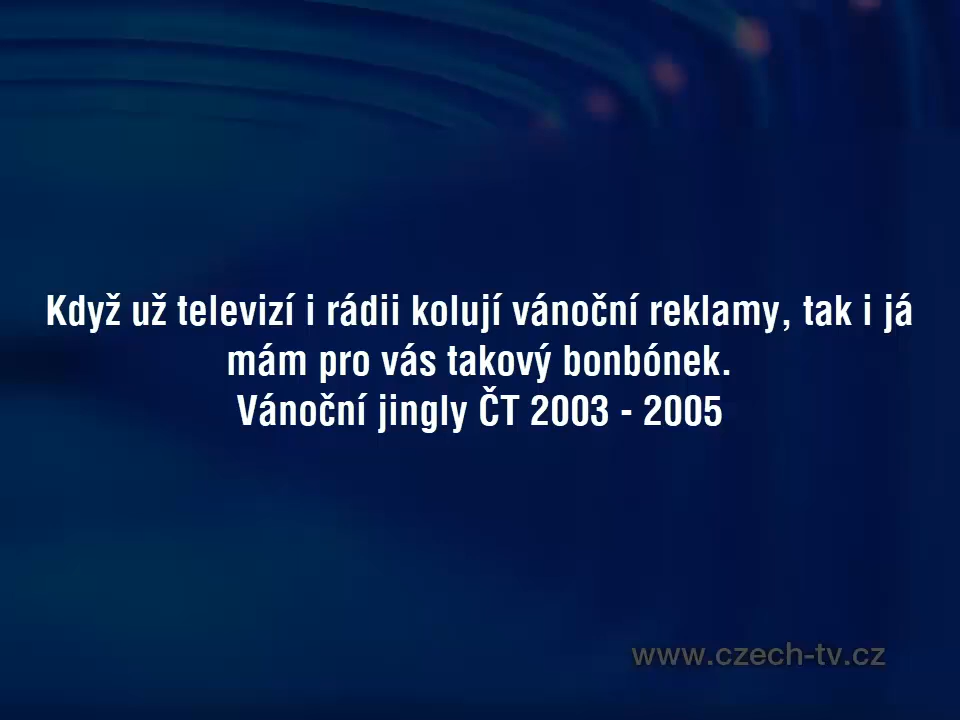 Když už televizí i rádii kolují vánoční reklamy, tak i já
mám pro vás takový bonbónek.
Vánoční jingly ČT 2003 - 2005
www.czech-tv.cz